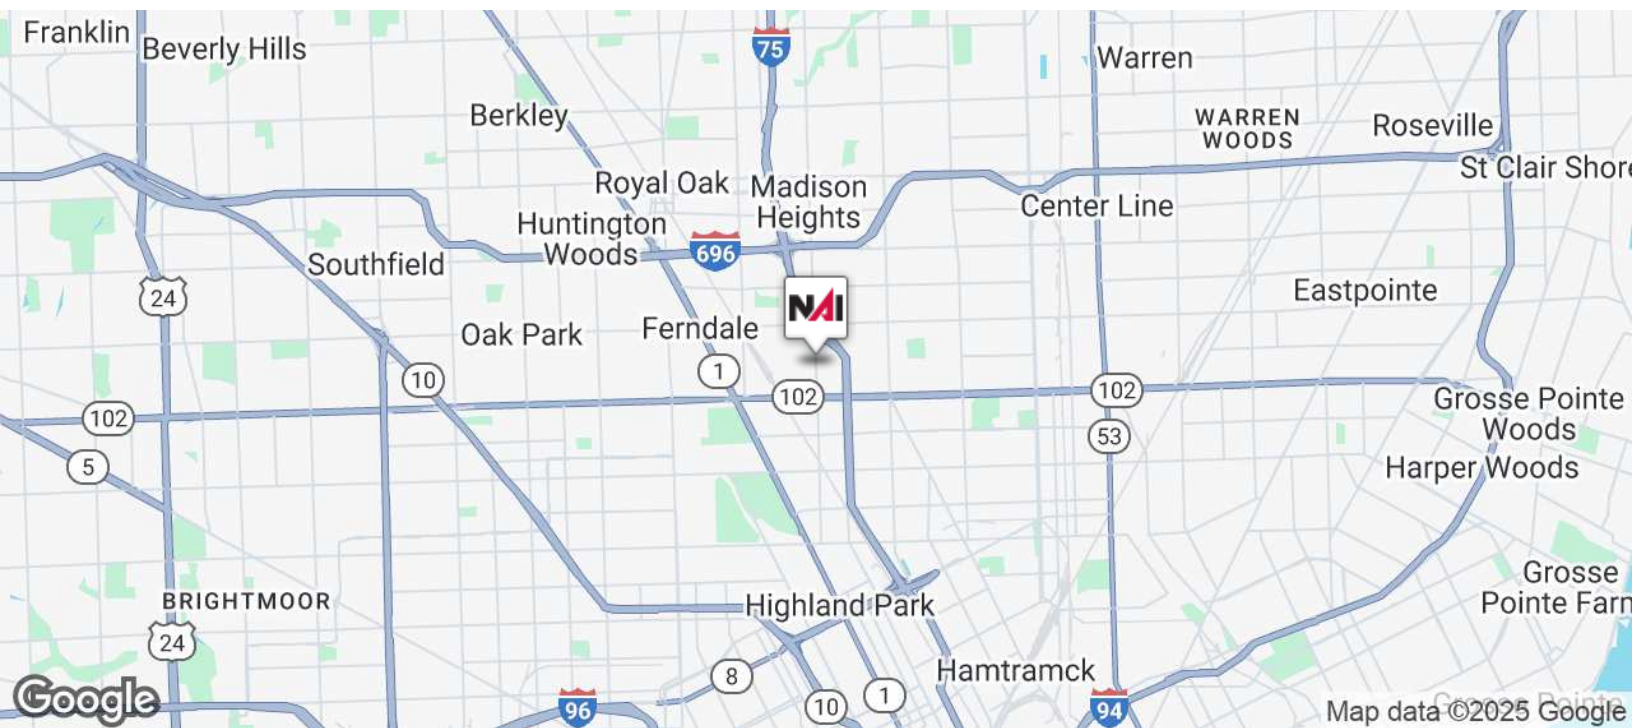 Franklin
Beverly Hills
75
Warren
Berkley
WARREN
WOODS
Roseville
St Clair Shore
Royal Oak
Madison
Heights
Center Line
Huntington
Woods
696
Southfield
24
NAI
Eastpointe
Oak Park
Ferndale
1
10
102
102
102
Grosse Pointe
Woods
53
5
Harper Woods
Grosse
Pointe Farm
BRIGHTMOOR
Highland Park
24
Hamtramck
8
1
10
96
94
Google
Grosse Pointe
Map data ©2025 Google